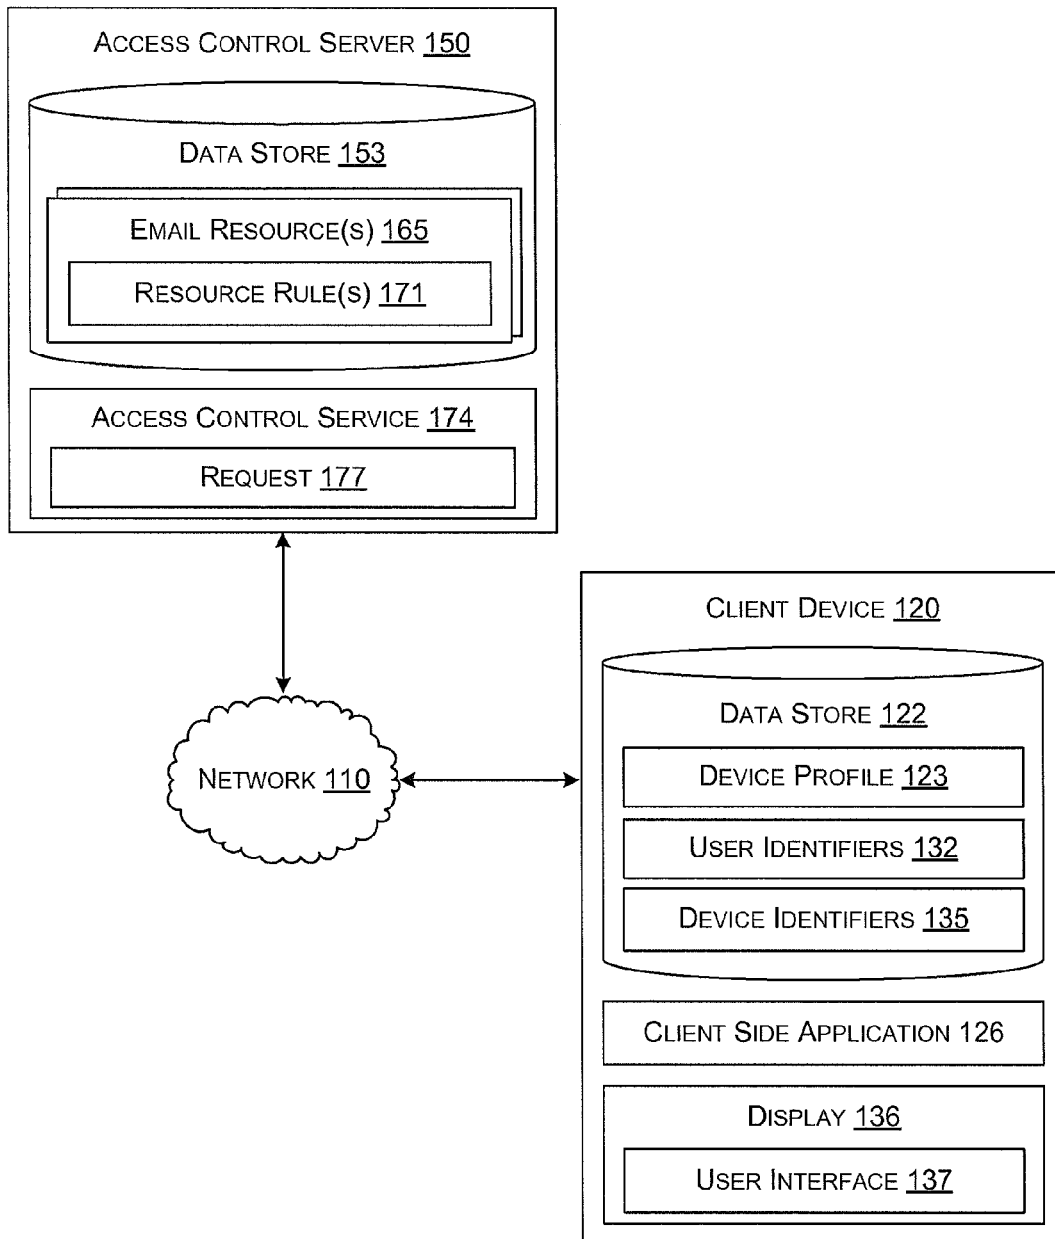 ACCESS CONTROL SERVER 150
DATA STORE 153
EMAIL RESOURCE(S) 165
RESOURCE RULE(S) 171
ACCESS CONTROL SERVICE 174
REQUEST 177
NETWORK 110
CLIENT DEVICE 120
DATA STORE 122
DEVICE PROFILE 123
USER IDENTIFIERS 132
DEVICE IDENTIFIERS 135
CLIENT SIDE APPLICATION 126
DISPLAY 136
USER INTERFACE 137